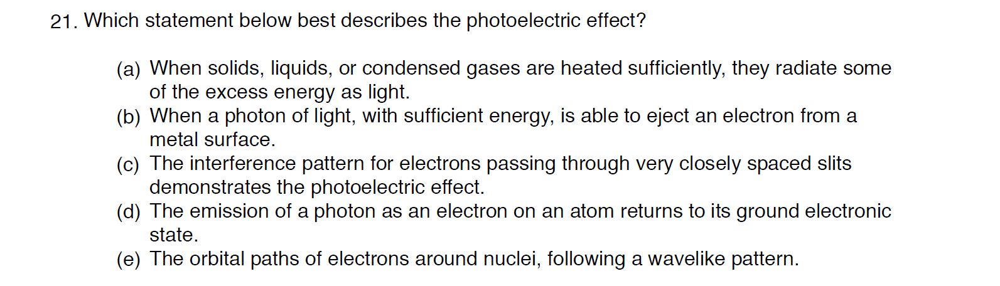 21. Which statement below best describes the photoelectric effect?
(a) When solids, liquids, or condensed gases are heated sufficiently, they radiate some
of the excess energy as light.
(b) When a photon of light, with sufficient energy, is able to eject an electron from a
metal surface.
(c) The interference pattern for electrons passing through very closely spaced slits
demonstrates the photoelectric effect.
(d) The emission of a photon as an electron on an atom returns to its ground electronic
state.
(e) The orbital paths of electrons around nuclei, following a wavelike pattern.